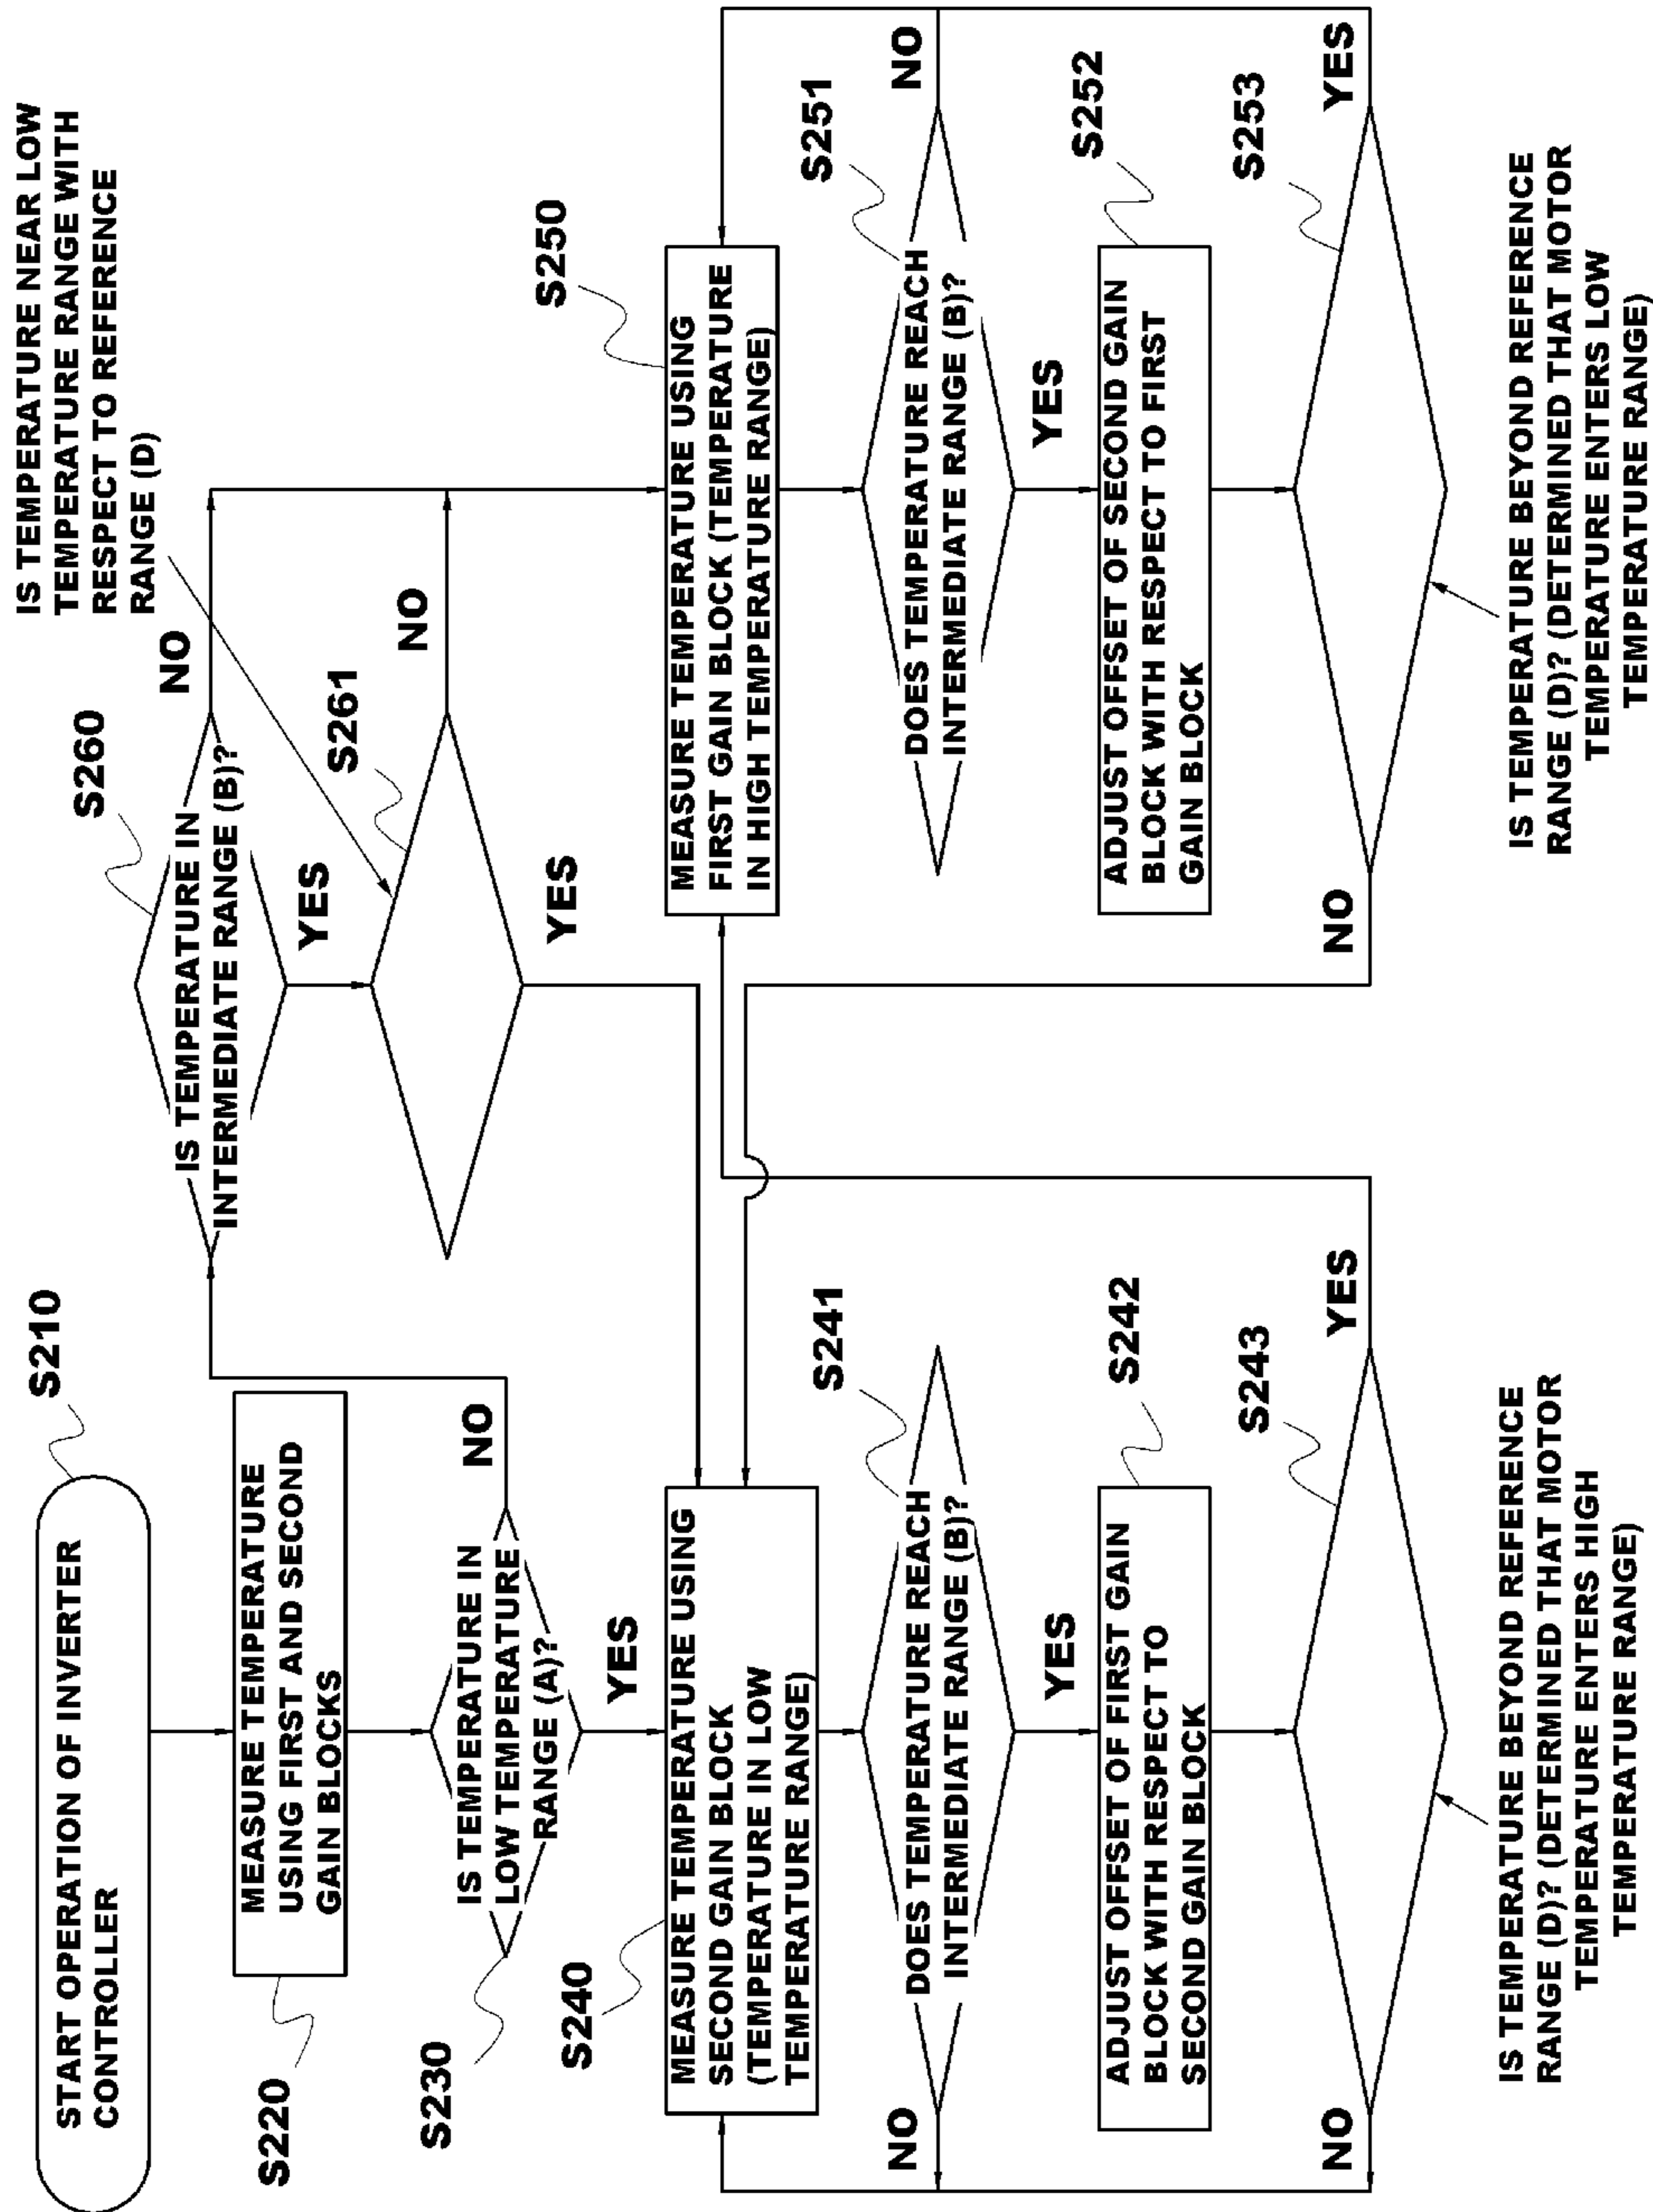 START OPERATION OF INVERTER
CONTROLLER
S210
MEASURE TEMPERATURE
USING FIRST AND SECOND
GAIN BLOCKS
S220
IS TEMPERATURE IN
LOW TEMPERATURE
RANGE (A)?
S230
NO
YES
MEASURE TEMPERATURE USING
SECOND GAIN BLOCK
(TEMPERATURE IN LOW
TEMPERATURE RANGE)
S240
DOES TEMPERATURE REACH
INTERMEDIATE RANGE (B)?
S241
NO
YES
ADJUST OFFSET OF FIRST GAIN
BLOCK WITH RESPECT TO
SECOND GAIN BLOCK
S242
S243
NO
YES
IS TEMPERATURE BEYOND REFERENCE
RANGE (D)? (DETERMINED THAT MOTOR
TEMPERATURE ENTERS HIGH
TEMPERATURE RANGE)
IS TEMPERATURE IN
INTERMEDIATE RANGE (B)?
S260
NO
YES
IS TEMPERATURE NEAR LOW
TEMPERATURE RANGE WITH
RESPECT TO REFERENCE
RANGE (D)
S261
NO
YES
MEASURE TEMPERATURE USING
FIRST GAIN BLOCK (TEMPERATURE
IN HIGH TEMPERATURE RANGE)
S250
DOES TEMPERATURE REACH
INTERMEDIATE RANGE (B)?
S251
NO
YES
ADJUST OFFSET OF SECOND GAIN
BLOCK WITH RESPECT TO FIRST
GAIN BLOCK
S252
S253
NO
YES
IS TEMPERATURE BEYOND REFERENCE
RANGE (D)? (DETERMINED THAT MOTOR
TEMPERATURE ENTERS LOW
TEMPERATURE RANGE)